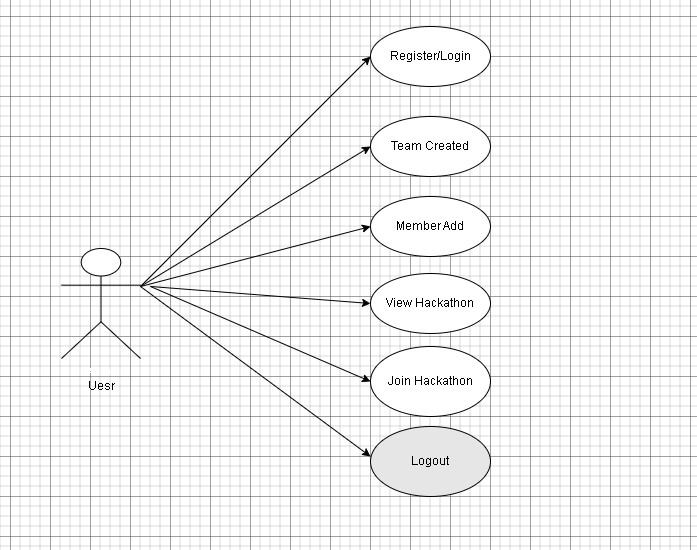 Register/Login
Team Created
Member Add
View Hackathon
Join Hackathon
Logout
Uesr